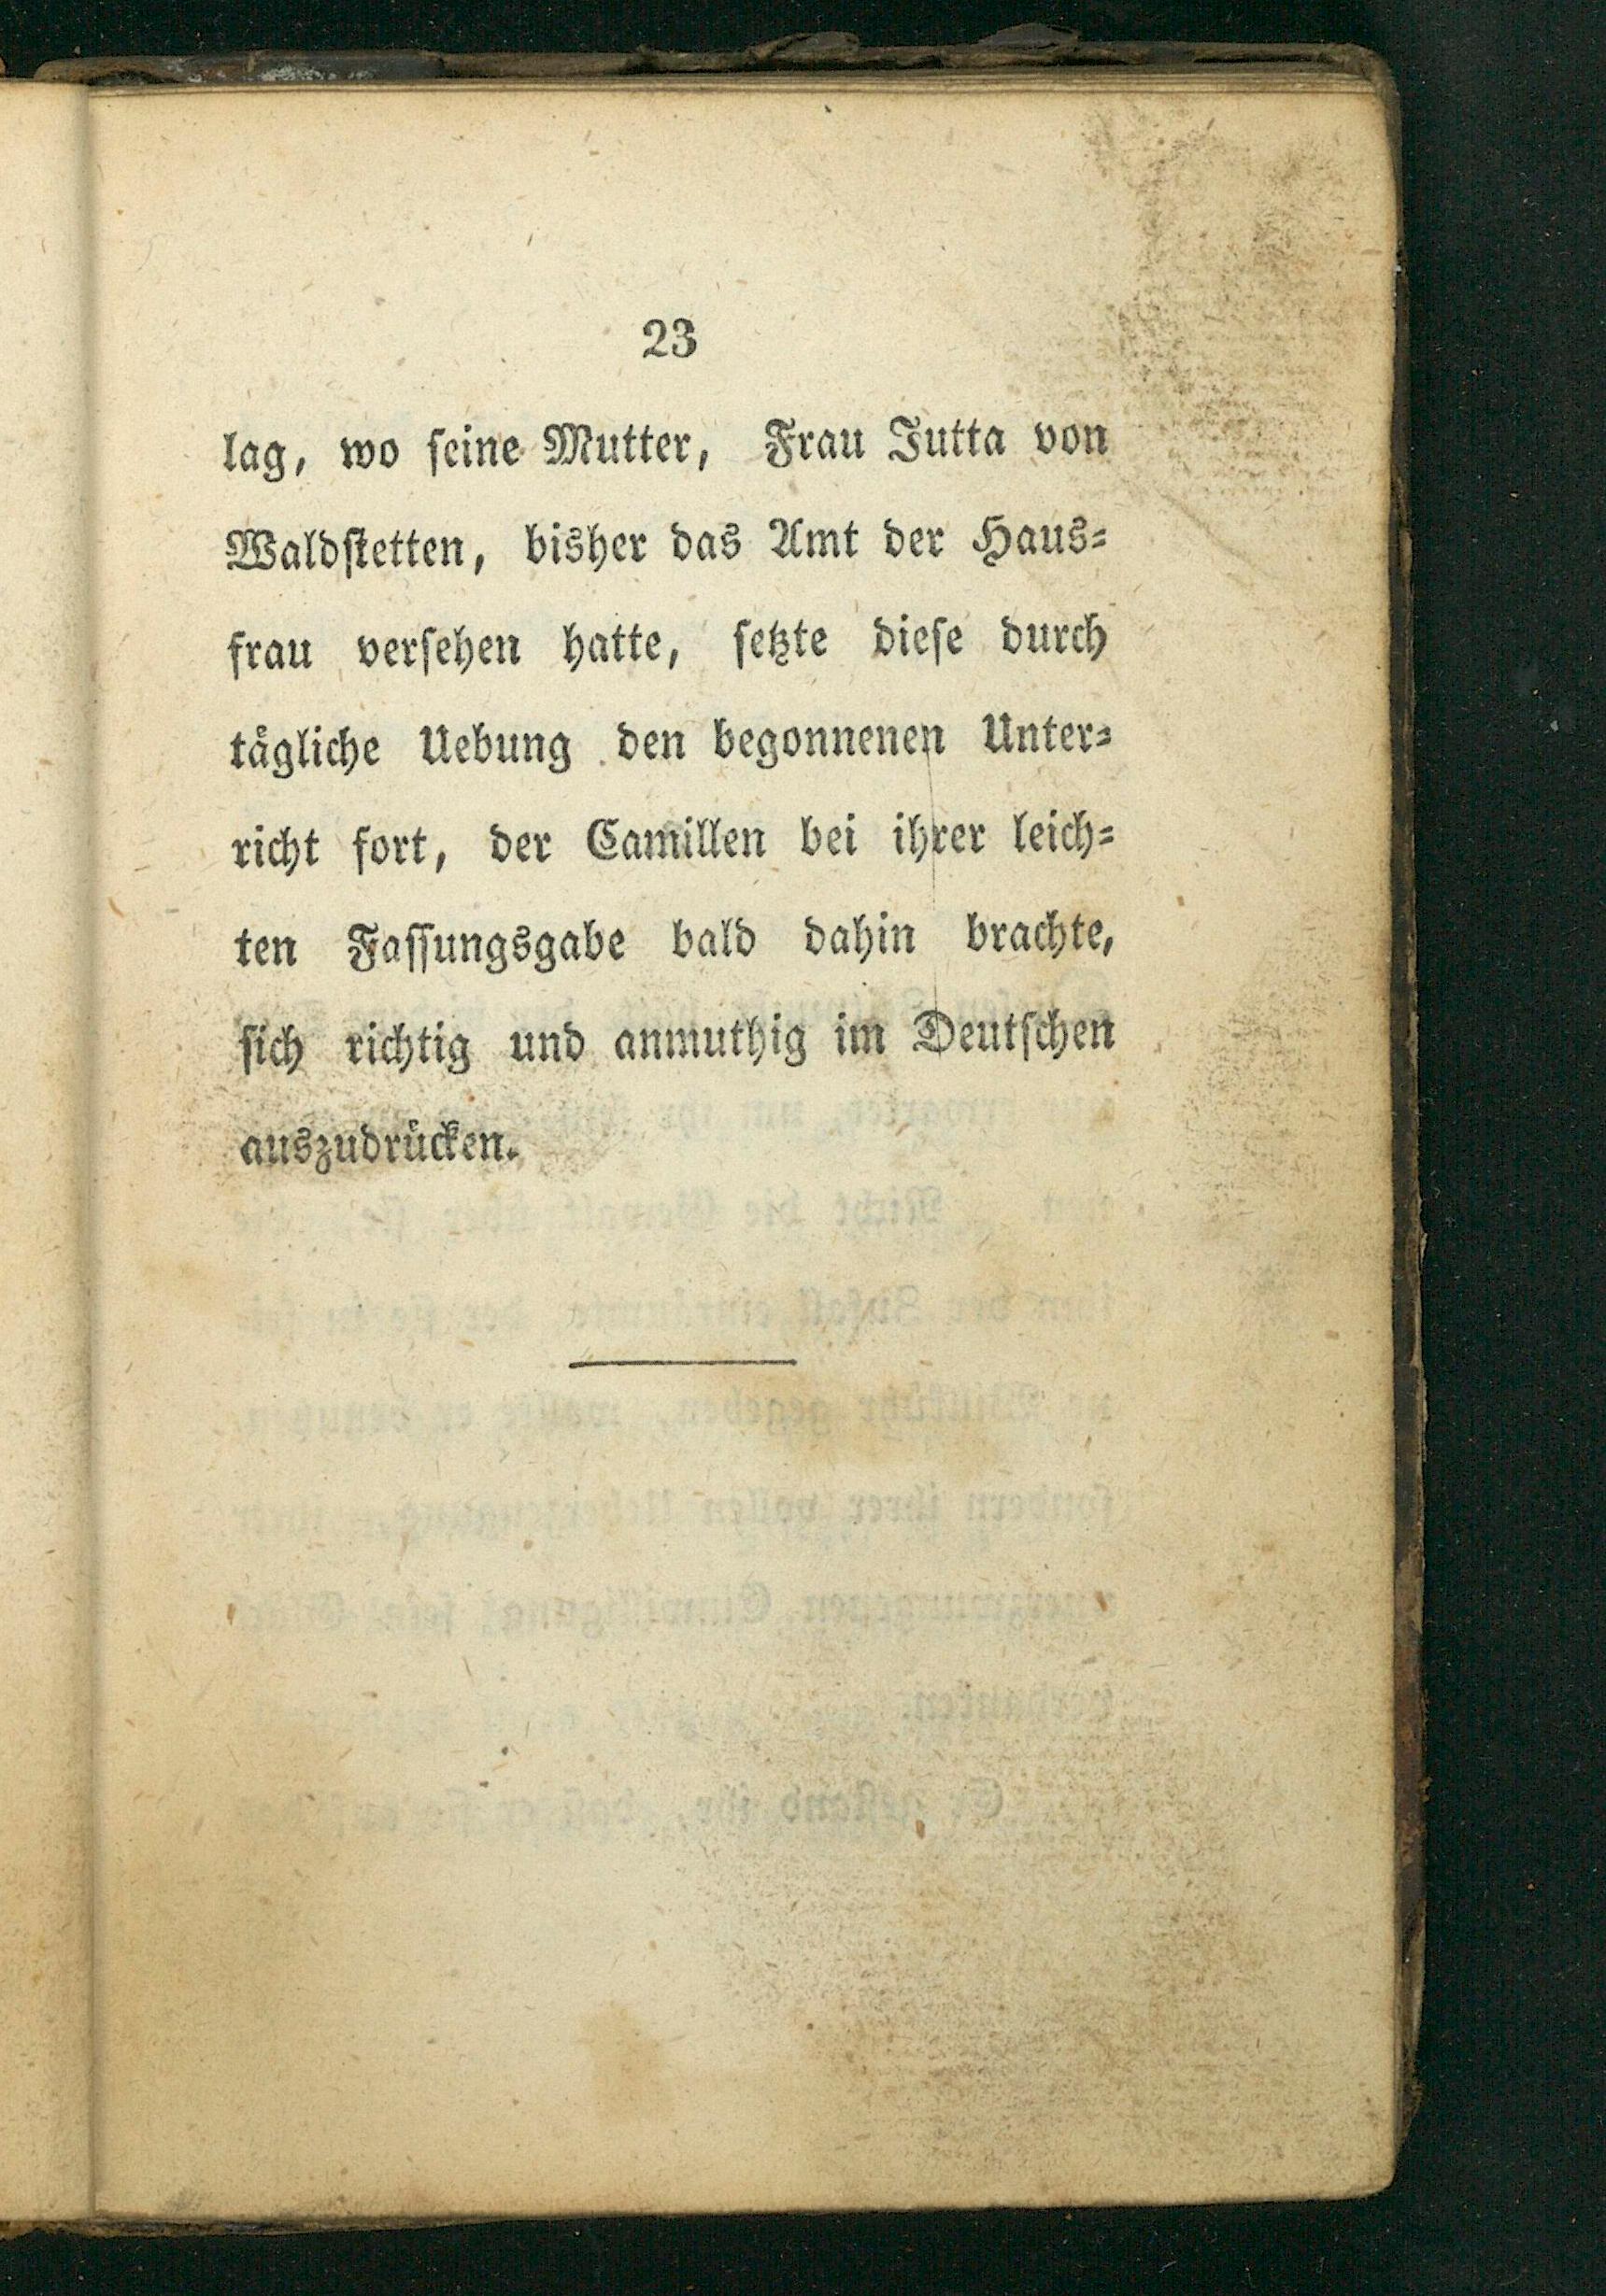 23
lag, wo ſeine Mutter, Frau Jutta von
Waldſtetten, bisher das Amt der Haus⸗
frau verſehen hatte, ſetzte dieſe durch
tägliche Uebung den begonnenen Unter⸗
richt fort, der Camillen bei ihrer leich⸗
ten Faſſungsgabe bald dahin brachte,
ſich richtig und anmuthig im Deutſchen
auszudrücken.